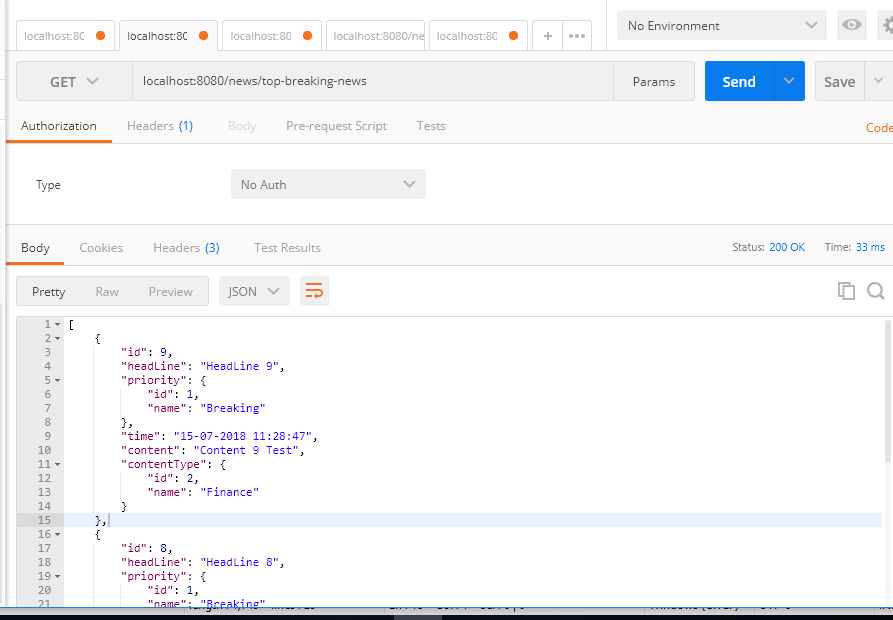 localhost:80
localhost:80
localhost:80
localhost:8080/ne
localhost:80
+
No Environment
GET
localhost:8080/news/top-breaking-news
Params
Send
Save
Authorization
Headers (1)
Body
Pre-request Script
Tests
Code
Type
No Auth
Body
Cookies
Headers (3)
Test Results
Status: 200 OK
Time: 33 ms
Pretty
Raw
Preview
JSON
1 [
2 {
3 "id": 9,
4 "headLine": "HeadLine 9",
5 "priority": {
6 "id": 1,
7 "name": "Breaking"
8 },
9 "time": "15-07-2018 11:28:47",
10 "content": "Content 9 Test",
11 "contentType": {
12 "id": 2,
13 "name": "Finance"
14 }
15 },
16 {
17 "id": 8,
18 "headLine": "HeadLine 8",
19 "priority": {
20 "id": 1,
21 "name": "Breaking"